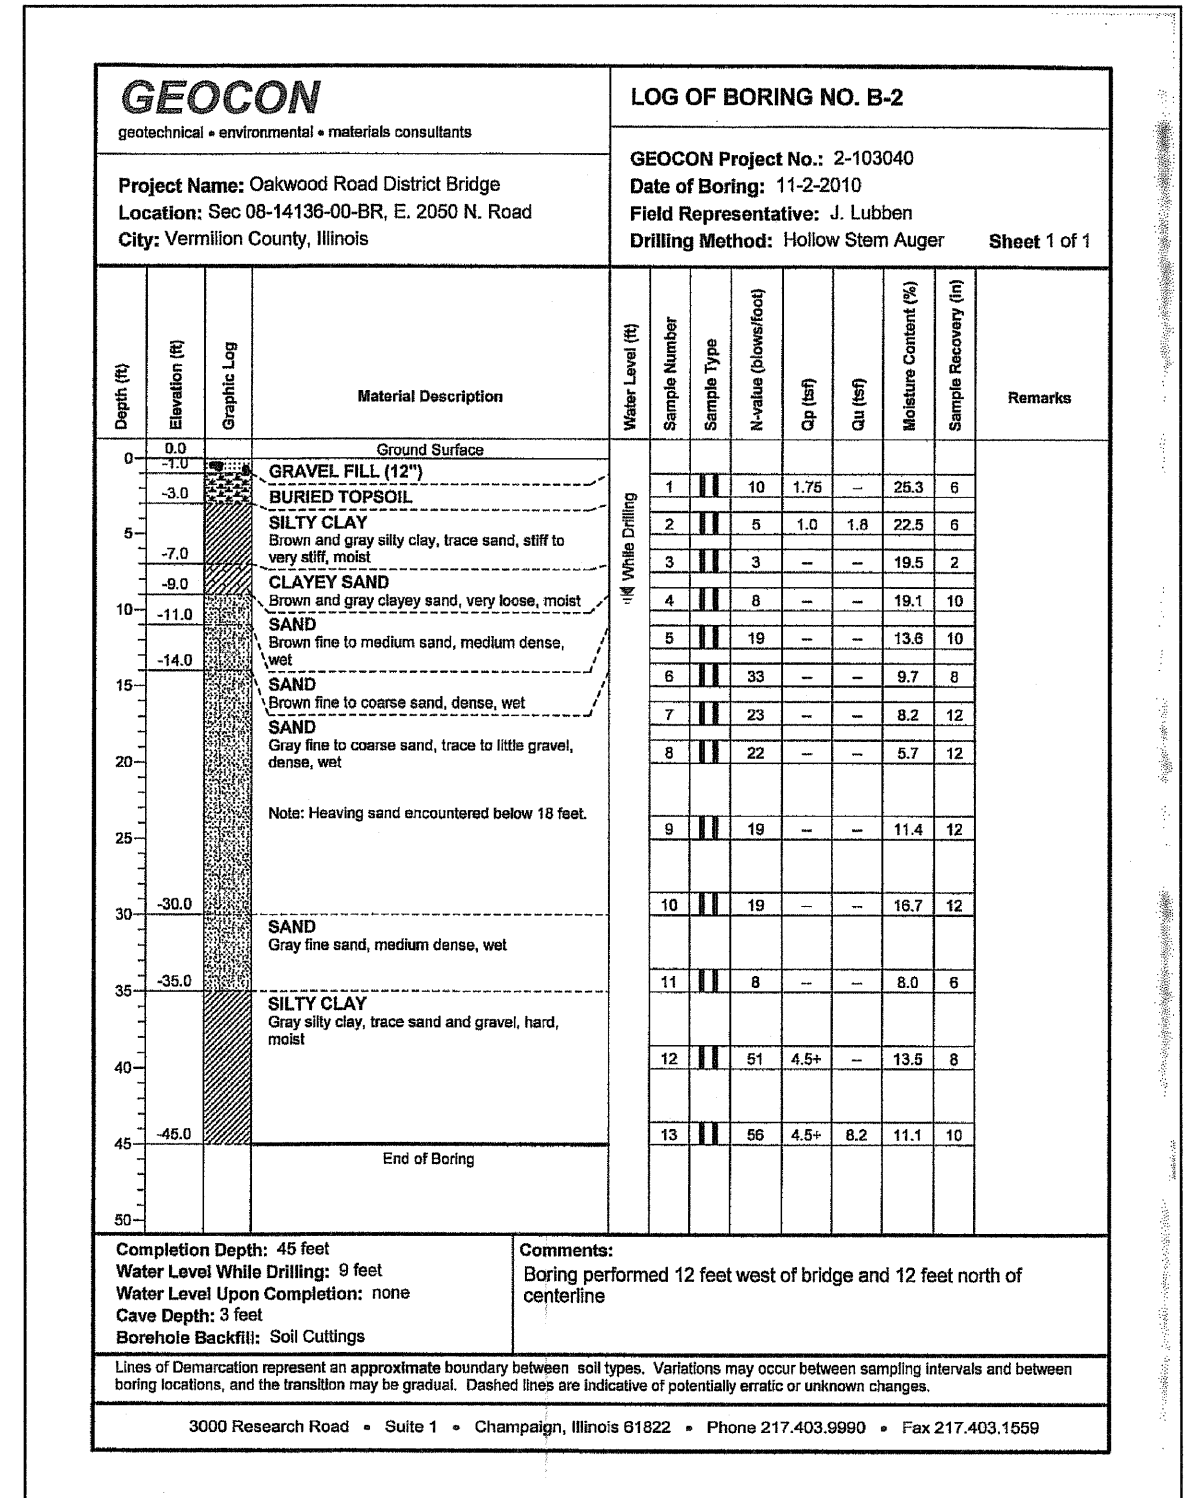 GEOCON
geotechnical • environmental • materials consultants
LOG OF BORING NO. B-2
Project Name: Oakwood Road District Bridge
Location: Sec 08-14136-00-BR, E. 2050 N. Road
City: Vermilion County, Illinois
GEOCON Project No.: 2-103040
Date of Boring: 11-2-2010
Field Representative: J. Lubben
Drilling Method: Hollow Stem Auger Sheet 1 of 1
Depth (ft) Elevation (ft) Graphic Log Material Description Water Level (ft) Sample Number Sample Type N-value (blows/foot) Qp (tsf) Qu (tsf) Moisture Content (%) Sample Recovery (in) Remarks
0.0 Ground Surface
0 -1.0
GRAVEL FILL (12")
1 10 1.75 -- 25.3 6
-3.0 BURIED TOPSOIL
SILTY CLAY
2 5 1.0 1.8 22.5 6
5 Brown and gray silty clay, trace sand, stiff to
-7.0 very stiff, moist
While Drilling
3 3 -- -- 19.5 2
-9.0 CLAYEY SAND
Brown and gray clayey sand, very loose, moist
4 8 -- -- 19.1 10
10 -11.0
SAND
Brown fine to medium sand, medium dense,
wet
5 19 -- -- 13.6 10
-14.0
6 33 -- -- 9.7 8
15 SAND
Brown fine to coarse sand, dense, wet
7 23 -- -- 8.2 12
SAND
Gray fine to coarse sand, trace to little gravel,
dense, wet
8 22 -- -- 5.7 12
20
Note: Heaving sand encountered below 18 feet.
9 19 -- -- 11.4 12
25
-30.0 10 19 -- -- 16.7 12
30
SAND
Gray fine sand, medium dense, wet
-35.0 11 8 -- -- 8.0 6
35
SILTY CLAY
Gray silty clay, trace sand and gravel, hard,
moist
12 51 4.5+ -- 13.5 8
40
-45.0 13 56 4.5+ 8.2 11.1 10
45
End of Boring
50
Completion Depth: 45 feet
Water Level While Drilling: 9 feet
Water Level Upon Completion: none
Cave Depth: 3 feet
Borehole Backfill: Soil Cuttings
Comments:
Boring performed 12 feet west of bridge and 12 feet north of
centerline
Lines of Demarcation represent an approximate boundary between soil types. Variations may occur between sampling intervals and between
boring locations, and the transition may be gradual. Dashed lines are indicative of potentially erratic or unknown changes.
3000 Research Road • Suite 1 • Champaign, Illinois 61822 • Phone 217.403.9990 • Fax 217.403.1559